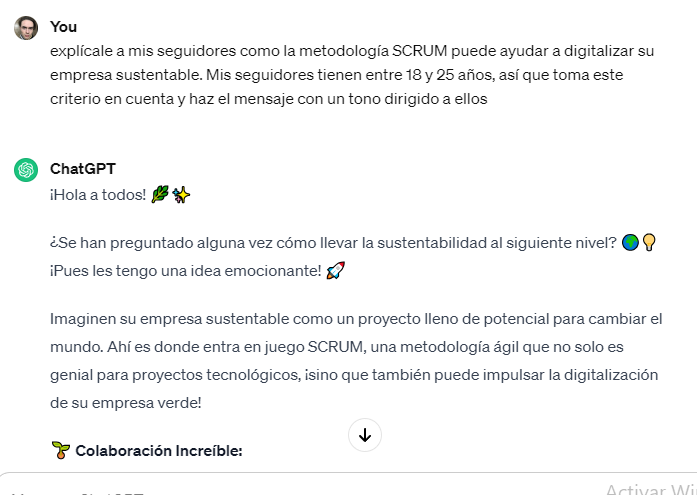 You
explícale a mis seguidores como la metodología SCRUM puede ayudar a digitalizar su
empresa sustentable. Mis seguidores tienen entre 18 y 25 años, así que toma este
criterio en cuenta y haz el mensaje con un tono dirigido a ellos
ChatGPT
¡Hola a todos! 🌿✨
¿Se han preguntado alguna vez cómo llevar la sustentabilidad al siguiente nivel? 🌍💡
¡Pues les tengo una idea emocionante! 🚀
Imaginen su empresa sustentable como un proyecto lleno de potencial para cambiar el
mundo. Ahí es donde entra en juego SCRUM, una metodología ágil que no solo es
genial para proyectos tecnológicos, ¡sino que también puede impulsar la digitalización
de su empresa verde!
🌱 Colaboración Increíble:
Activar Wi